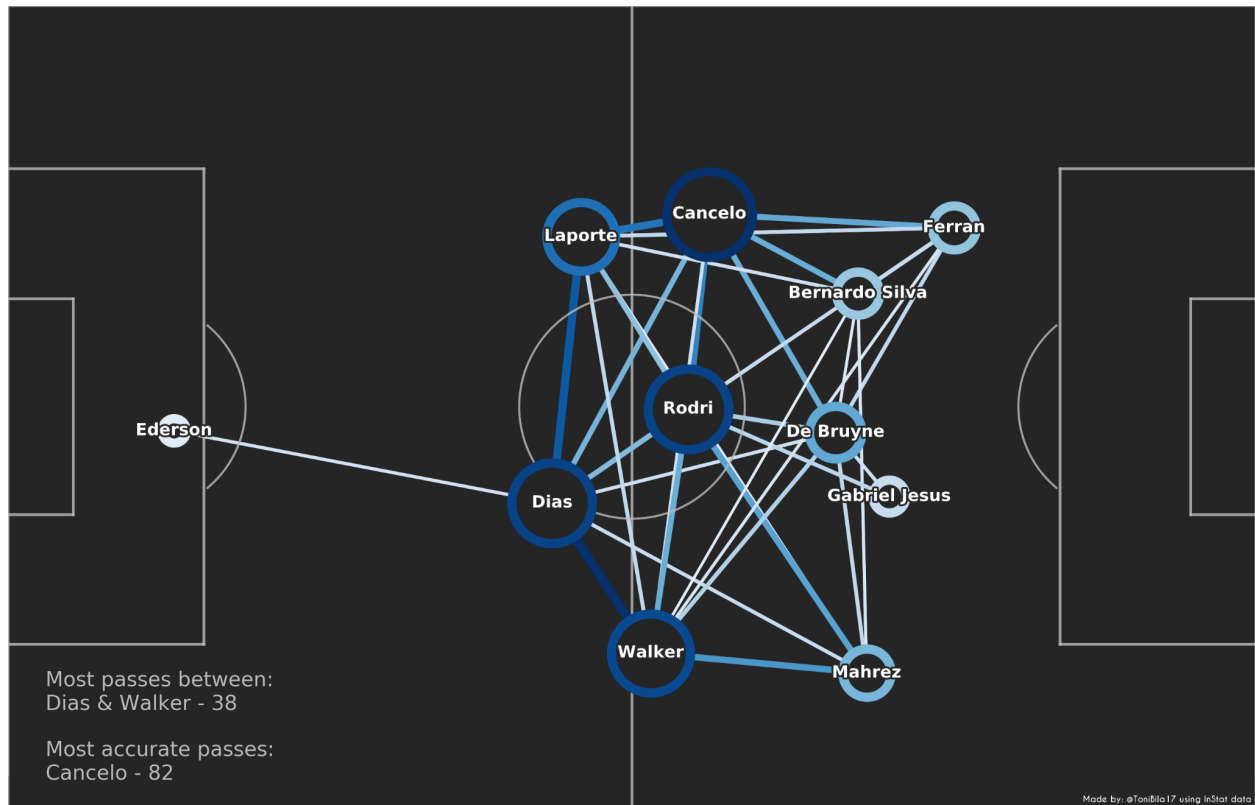 Cancelo
Laporte
Ferran
Bernardo Silva
Rodri
Ederson
De Bruyne
Gabriel Jesus
Dias
Walker
Mahrez
Most passes between:
Dias & Walker - 38
Most accurate passes:
Cancelo - 82
Made by: @ToniBila17 using InStat data